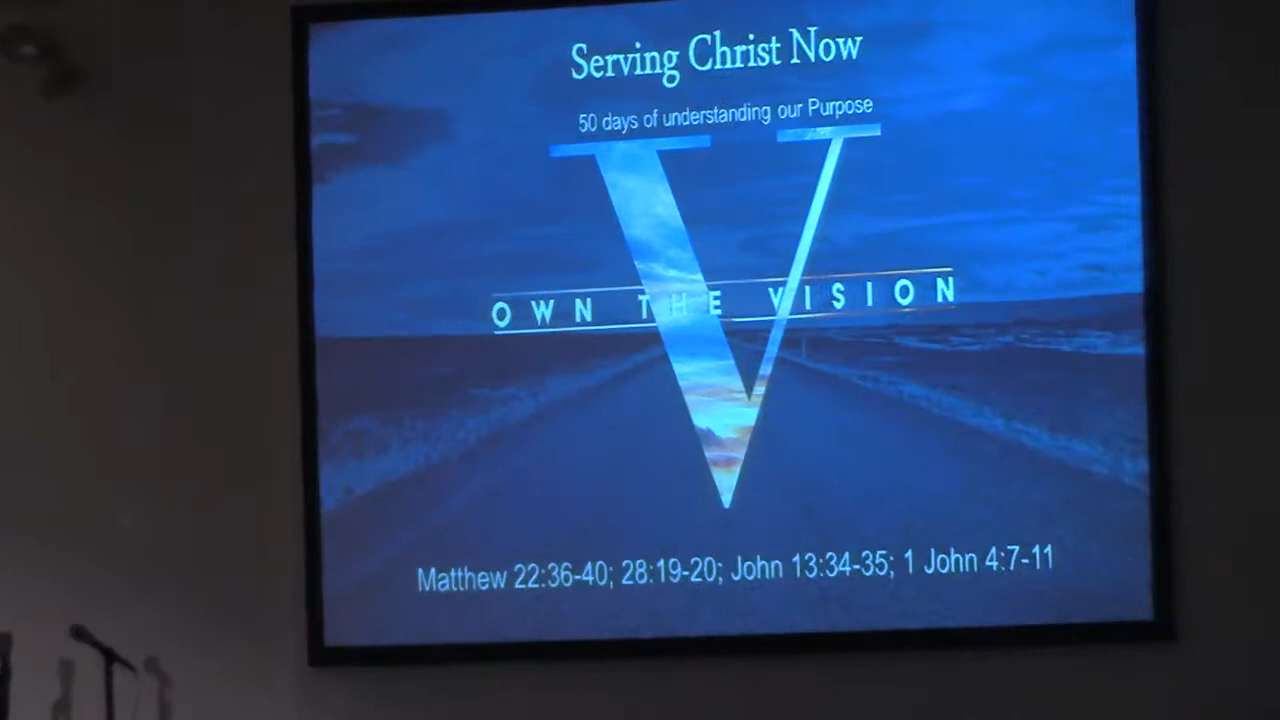 Serving Christ Now
50 days of understanding our Purpose
V
OWN THE VISION
Matthew 22:36-40; 28:19-20; John 13:34-35; 1 John 4:7-11